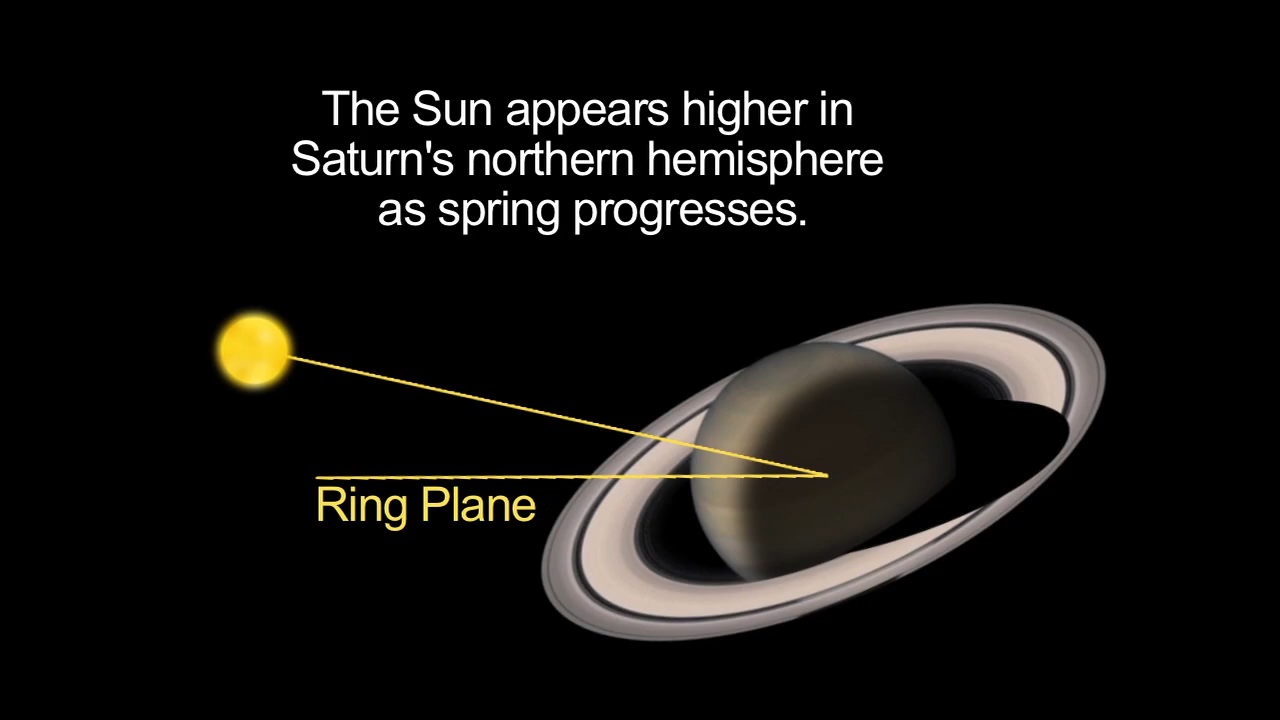 The Sun appears higher in
Saturn's northern hemisphere
as spring progresses.
Ring Plane